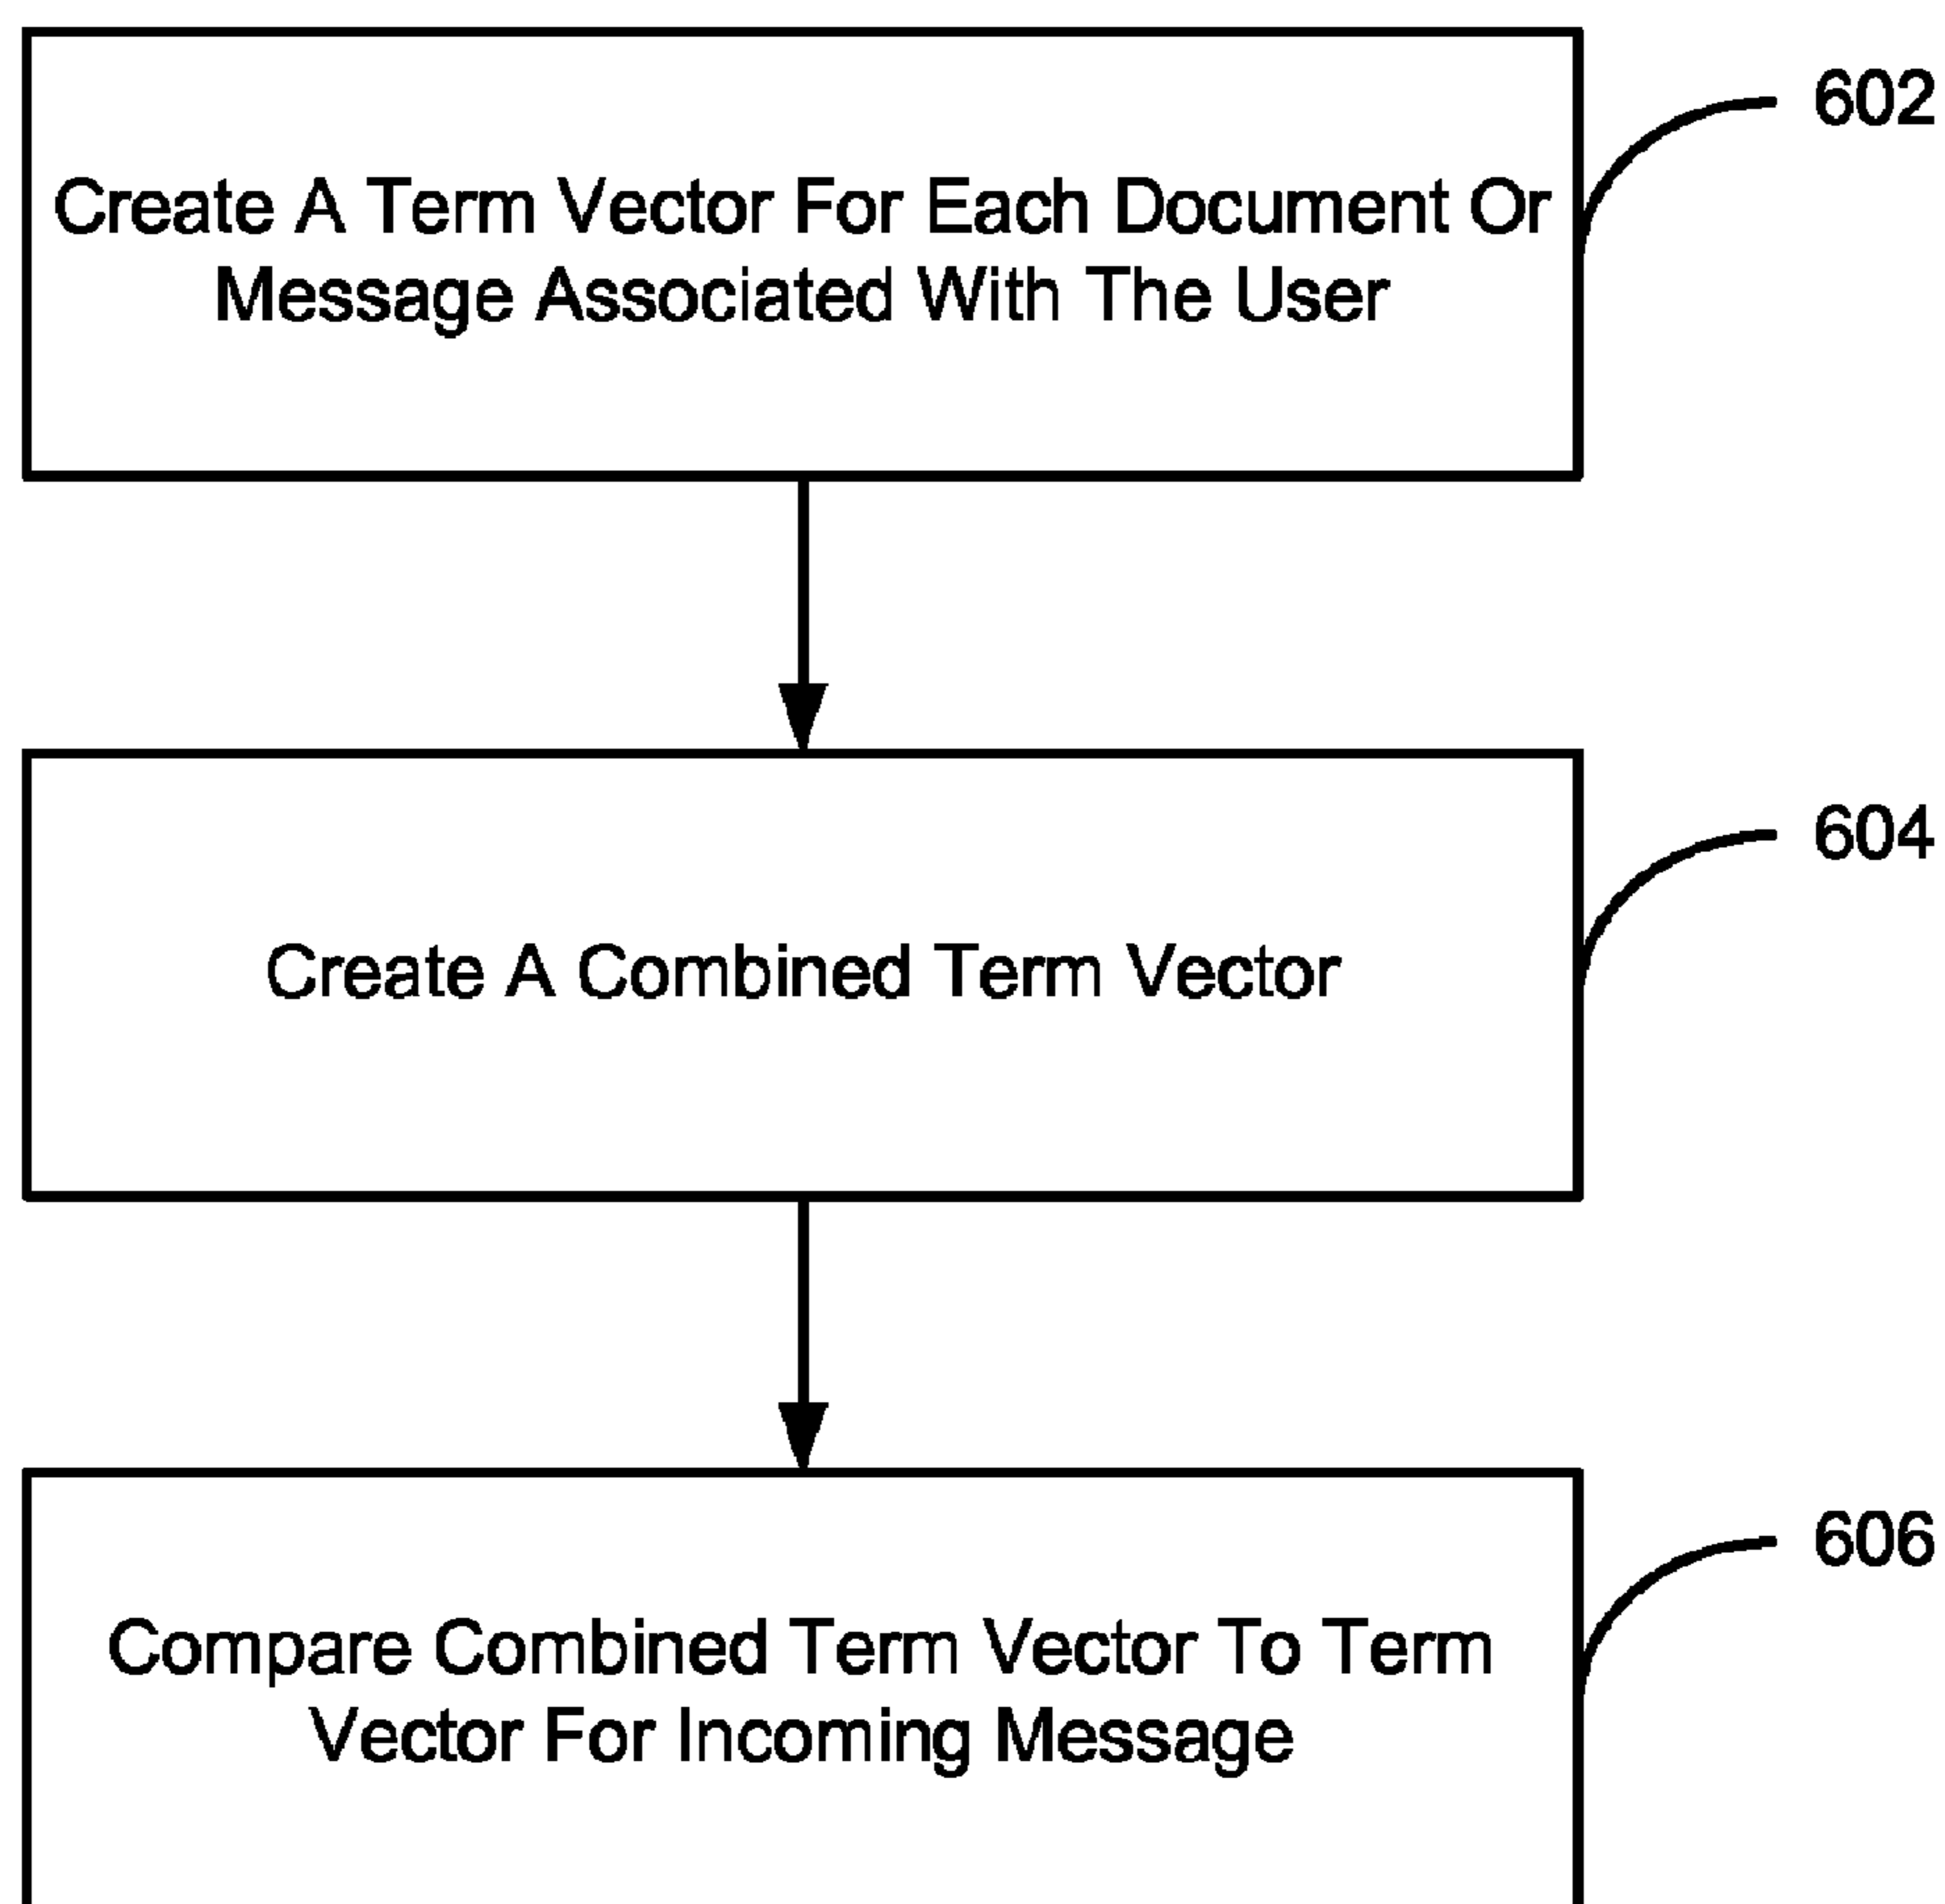 602
Create A Term Vector For Each Document Or
Message Associated With The User
604
Create A Combined Term Vector
606
Compare Combined Term Vector To Term
Vector For Incoming Message